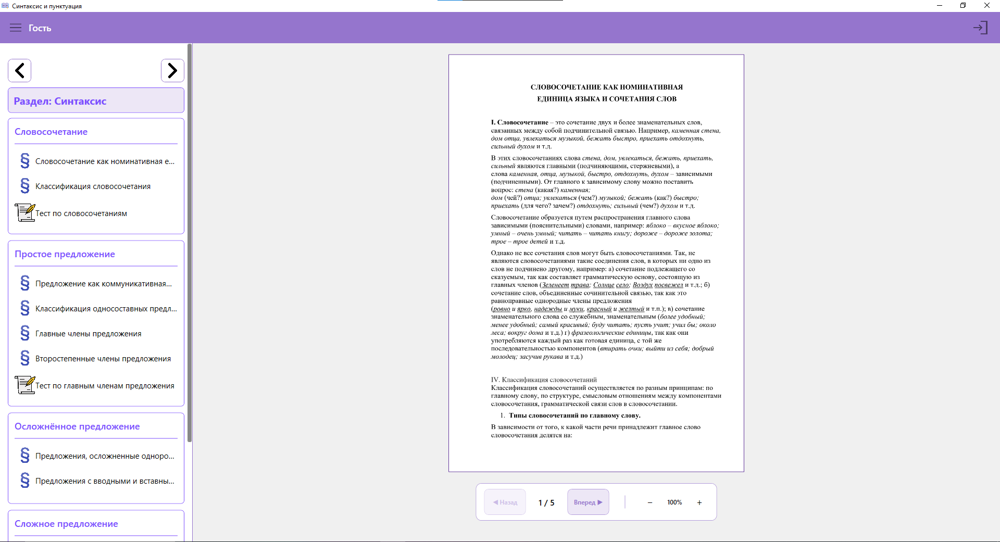 Синтаксис и пунктуация
Гость
Раздел: Синтаксис
Словосочетание
§ Словосочетание как номинативная е...
§ Классификация словосочетания
Тест по словосочетаниям
Простое предложение
§ Предложение как коммуникативная...
§ Классификация односоставных предл...
§ Главные члены предложения
§ Второстепенные члены предложения
Тест по главным членам предложения
Осложнённое предложение
§ Предложения, осложненные одноро...
§ Предложения с вводными и вставны...
Сложное предложение
СЛОВОСОЧЕТАНИЕ КАК НОМИНАТИВНАЯ
ЕДИНИЦА ЯЗЫКА И СОЧЕТАНИЯ СЛОВ
I. Словосочетание – это сочетание двух и более знаменательных слов,
связанных между собой подчинительной связью. Например, каменная стена,
дом отца, увлекаться музыкой, бежать быстро, приехать отдохнуть,
сильный духом и т.д.
В этих словосочетаниях слова стена, дом, увлекаться, бежать, приехать,
сильный являются главными (подчиняющими, стержневыми), а
слова каменная, отца, музыкой, быстро, отдохнуть, духом – зависимыми
(подчиненными). От главного к зависимому слову можно поставить
вопрос: стена (какая?) каменная;
дом (чей?) отца; увлекаться (чем?) музыкой; бежать (как?) быстро;
приехать (для чего? зачем?) отдохнуть; сильный (чем?) духом и т.д.
Словосочетание образуется путем распространения главного слова
зависимыми (пояснительными) словами, например: яблоко – вкусное яблоко;
умный – очень умный; читать – читать книгу; дороже – дороже золота;
трое – трое детей и т.д.
Однако не все сочетания слов могут быть словосочетаниями. Так, не
являются словосочетаниями такие соединения слов, в которых ни одно из
слов не подчинено другому, например: а) сочетание подлежащего со
сказуемым, так как составляет грамматическую основу, состоящую из
главных членов (Зеленеет трава; Солнце село; Воздух посвежел и т.д.; б)
сочетание слов, объединенные сочинительной связью, так как это
равноправные однородные члены предложения
(ровно и ярко, надежды и муки, красный и желтый и т.п.); в) сочетание
знаменательного слова со служебным, знаменательным (более удобный;
менее удобный; самый красивый; буду читать; пусть учит; учил бы; около
леса; вокруг дома и т.д.) г) фразеологические единицы, так как они
употребляются каждый раз как готовая единица, с той же
последовательностью компонентов (втирать очки; выйти из себя; добрый
молодец; засучив рукава и т.д.)
IV. Классификация словосочетаний
Классификация словосочетаний осуществляется по разным принципам: по
главному слову, по структуре, смысловым отношениям между компонентами
словосочетания, грамматической связи слов в словосочетании.
1. Типы словосочетаний по главному слову.
В зависимости от того, к какой части речи принадлежит главное слово
словосочетания делятся на:
◀ Назад 1 / 5 Вперед ▶ − 100% +